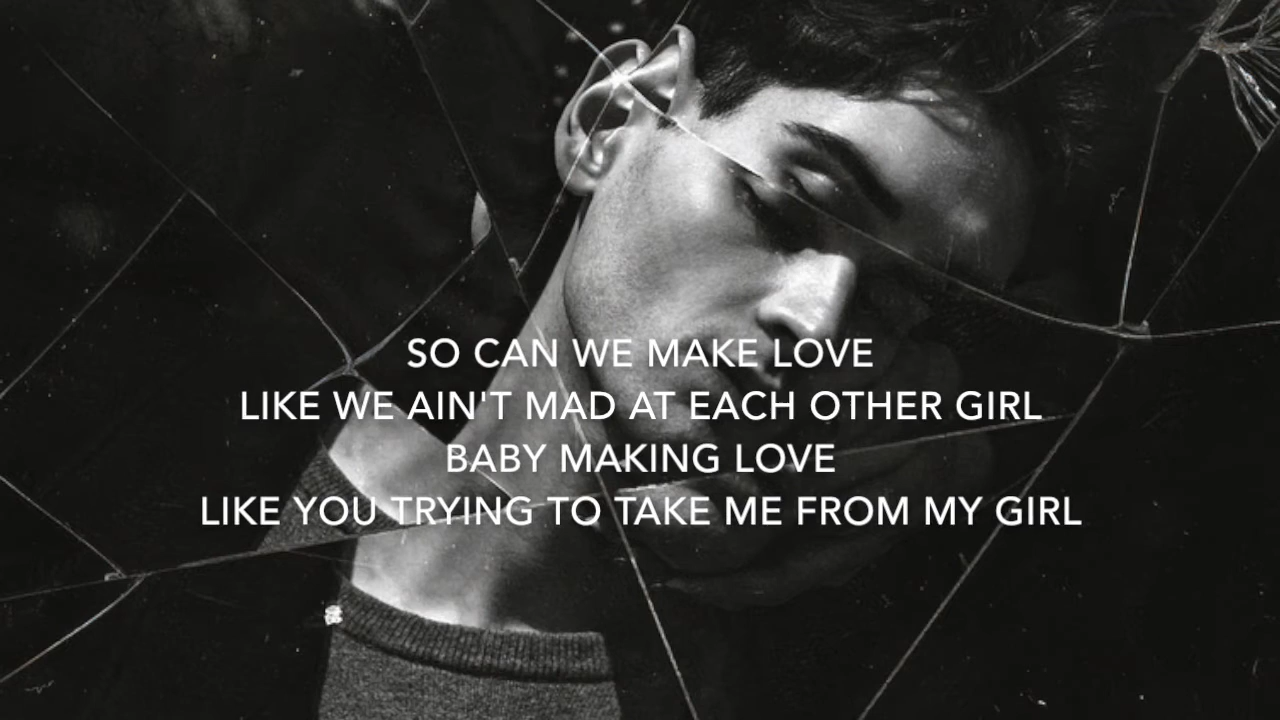 SO CAN WE MAKE LOVE
LIKE WE AIN'T MAD AT EACH OTHER GIRL
BABY MAKING LOVE
LIKE YOU TRYING TO TAKE ME FROM MY GIRL